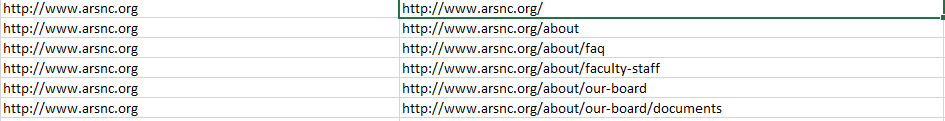 http://www.arsnc.org http://www.arsnc.org/
http://www.arsnc.org http://www.arsnc.org/about
http://www.arsnc.org http://www.arsnc.org/about/faq
http://www.arsnc.org http://www.arsnc.org/about/faculty-staff
http://www.arsnc.org http://www.arsnc.org/about/our-board
http://www.arsnc.org http://www.arsnc.org/about/our-board/documents